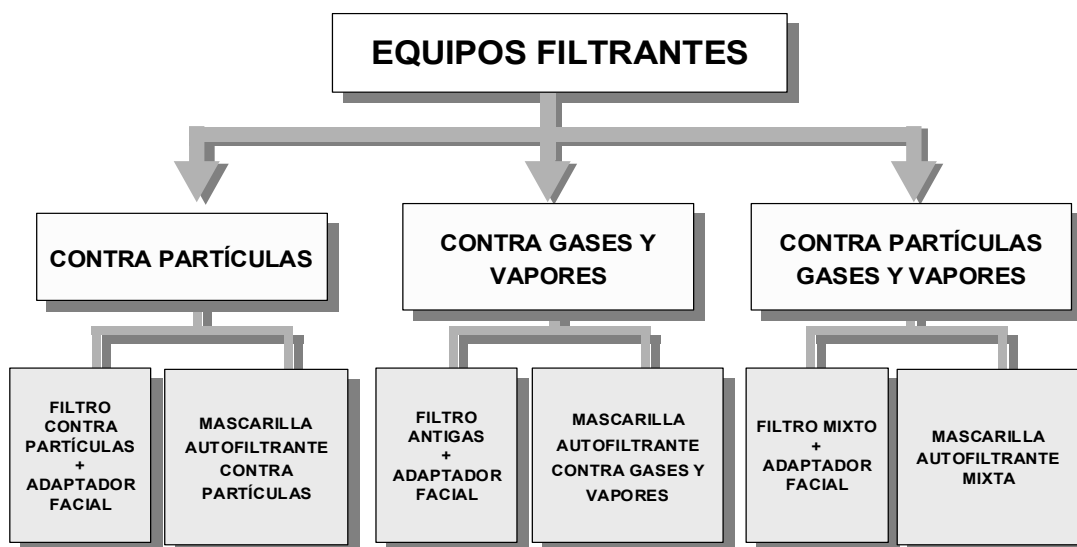 EQUIPOS FILTRANTES
CONTRA PARTÍCULAS
CONTRA GASES Y
VAPORES
CONTRA PARTÍCULAS
GASES Y VAPORES
FILTRO
CONTRA
PARTÍCULAS
+
ADAPTADOR
FACIAL
MASCARILLA
AUTOFILTRANTE
CONTRA
PARTÍCULAS
FILTRO
ANTIGAS
+
ADAPTADOR
FACIAL
MASCARILLA
AUTOFILTRANTE
CONTRA GASES Y
VAPORES
FILTRO MIXTO
+
ADAPTADOR
FACIAL
MASCARILLA
AUTOFILTRANTE
MIXTA